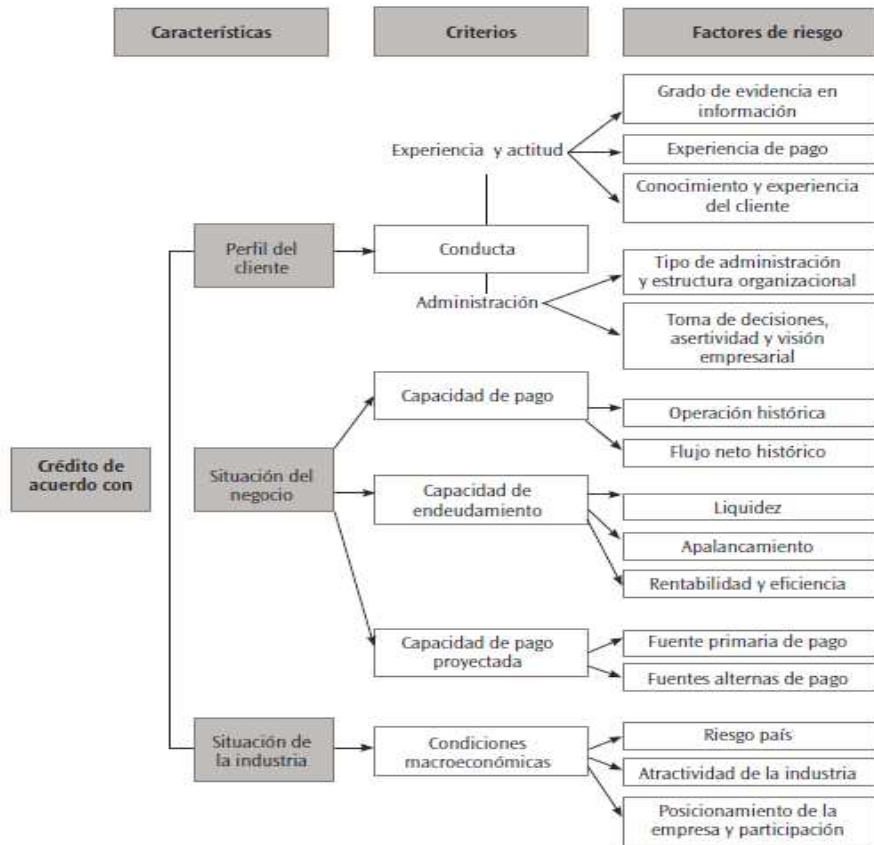 Características
Criterios
Factores de riesgo
Grado de evidencia en
información
Experiencia y actitud
Experiencia de pago
Conocimiento y experiencia
del cliente
Perfil del
cliente
Conducta
Tipo de administración
y estructura organizacional
Administración
Toma de decisiones,
asertividad y visión
empresarial
Capacidad de pago
Operación histórica
Flujo neto histórico
Crédito de
acuerdo con
Situación del
negocio
Capacidad de
endeudamiento
Liquidez
Apalancamiento
Rentabilidad y eficiencia
Capacidad de pago
proyectada
Fuente primaria de pago
Fuentes alternas de pago
Situación de
la industria
Condiciones
macroeconómicas
Riesgo país
Atractividad de la industria
Posicionamiento de la
empresa y participación